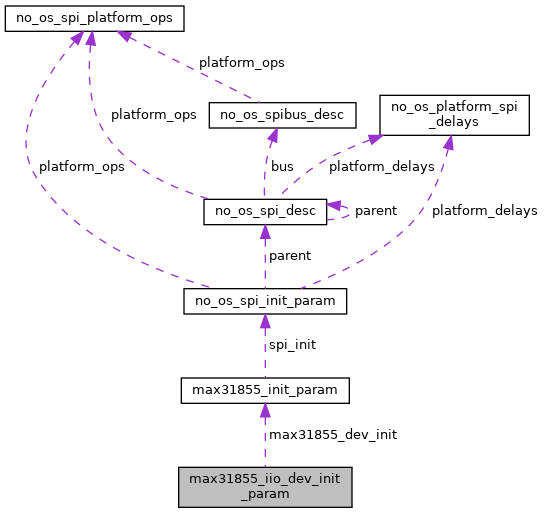 no_os_spi_platform_ops
platform_ops
no_os_spibus_desc
no_os_platform_spi
_delays
platform_ops
platform_ops
bus
platform_delays
no_os_spi_desc
parent
platform_delays
parent
no_os_spi_init_param
spi_init
max31855_init_param
max31855_dev_init
max31855_iio_dev_init
_param